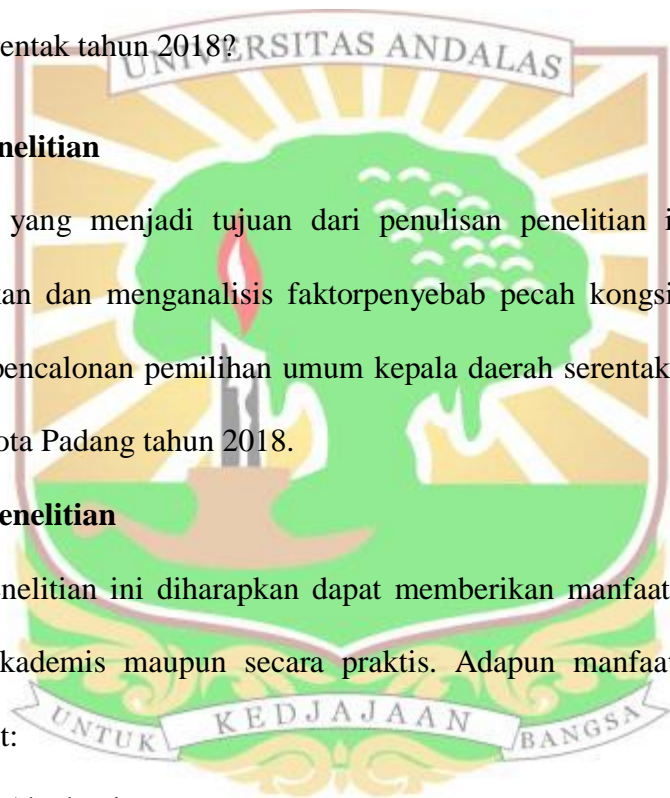 entak tahun 2018?
UNIVERSITAS ANDALAS
nelitian
yang menjadi tujuan dari penulisan penelitian i
kan dan menganalisis faktorpenyebab pecah kongsi
pencalonan pemilihan umum kepala daerah serentak
ota Padang tahun 2018.
enelitian
enelitian ini diharapkan dapat memberikan manfaat
kademis maupun secara praktis. Adapun manfaat
t:
UNTUK KEDJAJAAN BANGSA